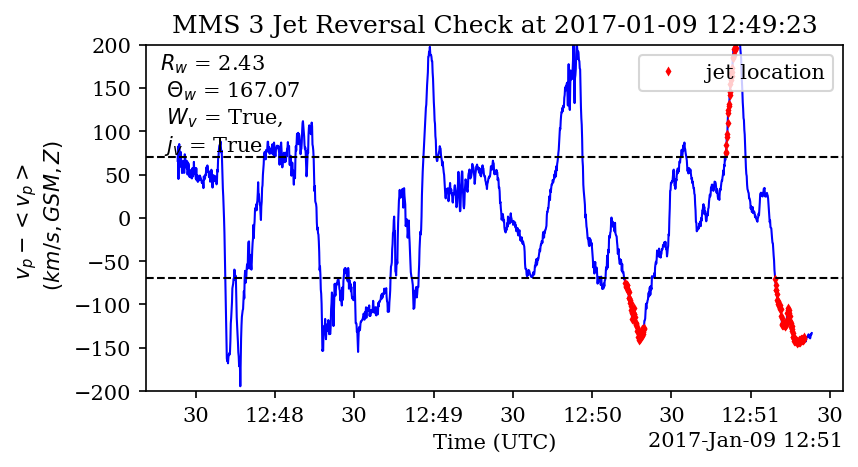 MMS 3 Jet Reversal Check at 2017-01-09 12:49:23
R_w = 2.43
Θ_w = 167.07
W_v = True,
j_v = True
jet location
v_p − <v_p>
(km/s, GSM, Z)
200
150
100
50
0
−50
−100
−150
−200
30 12:48 30 12:49 30 12:50 30 12:51 30
Time (UTC)
2017-Jan-09 12:51